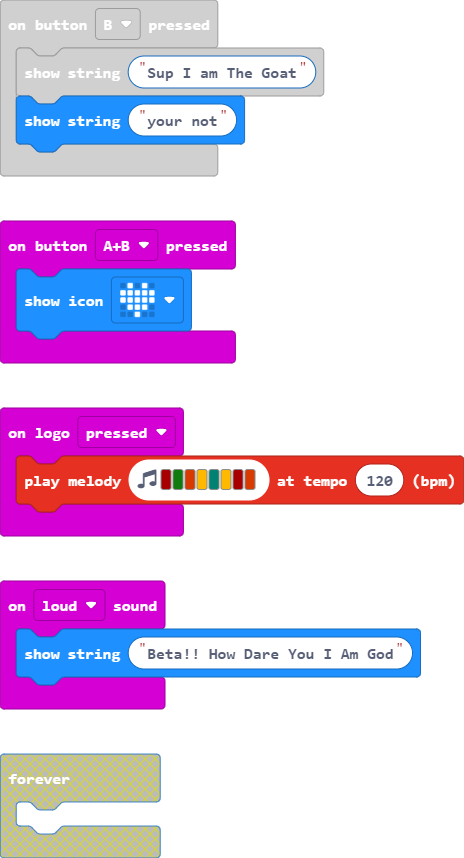 on button B pressed
show string "Sup I am The Goat"
show string "your not"
on button A+B pressed
show icon
on logo pressed
play melody at tempo 120 (bpm)
on loud sound
show string "Beta!! How Dare You I Am God"
forever